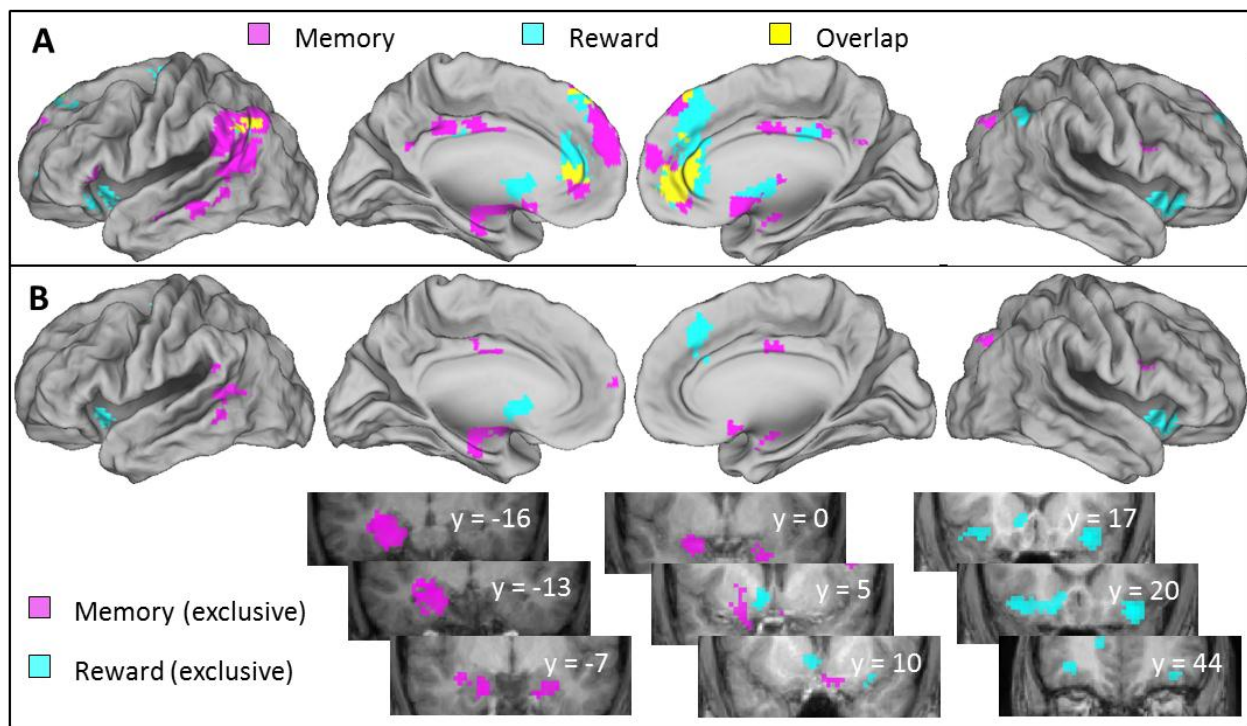 A
Memory
Reward
Overlap
B
y = -16
y = 0
y = 17
y = -13
y = 5
y = 20
Memory (exclusive)
Reward (exclusive)
y = -7
y = 10
y = 44